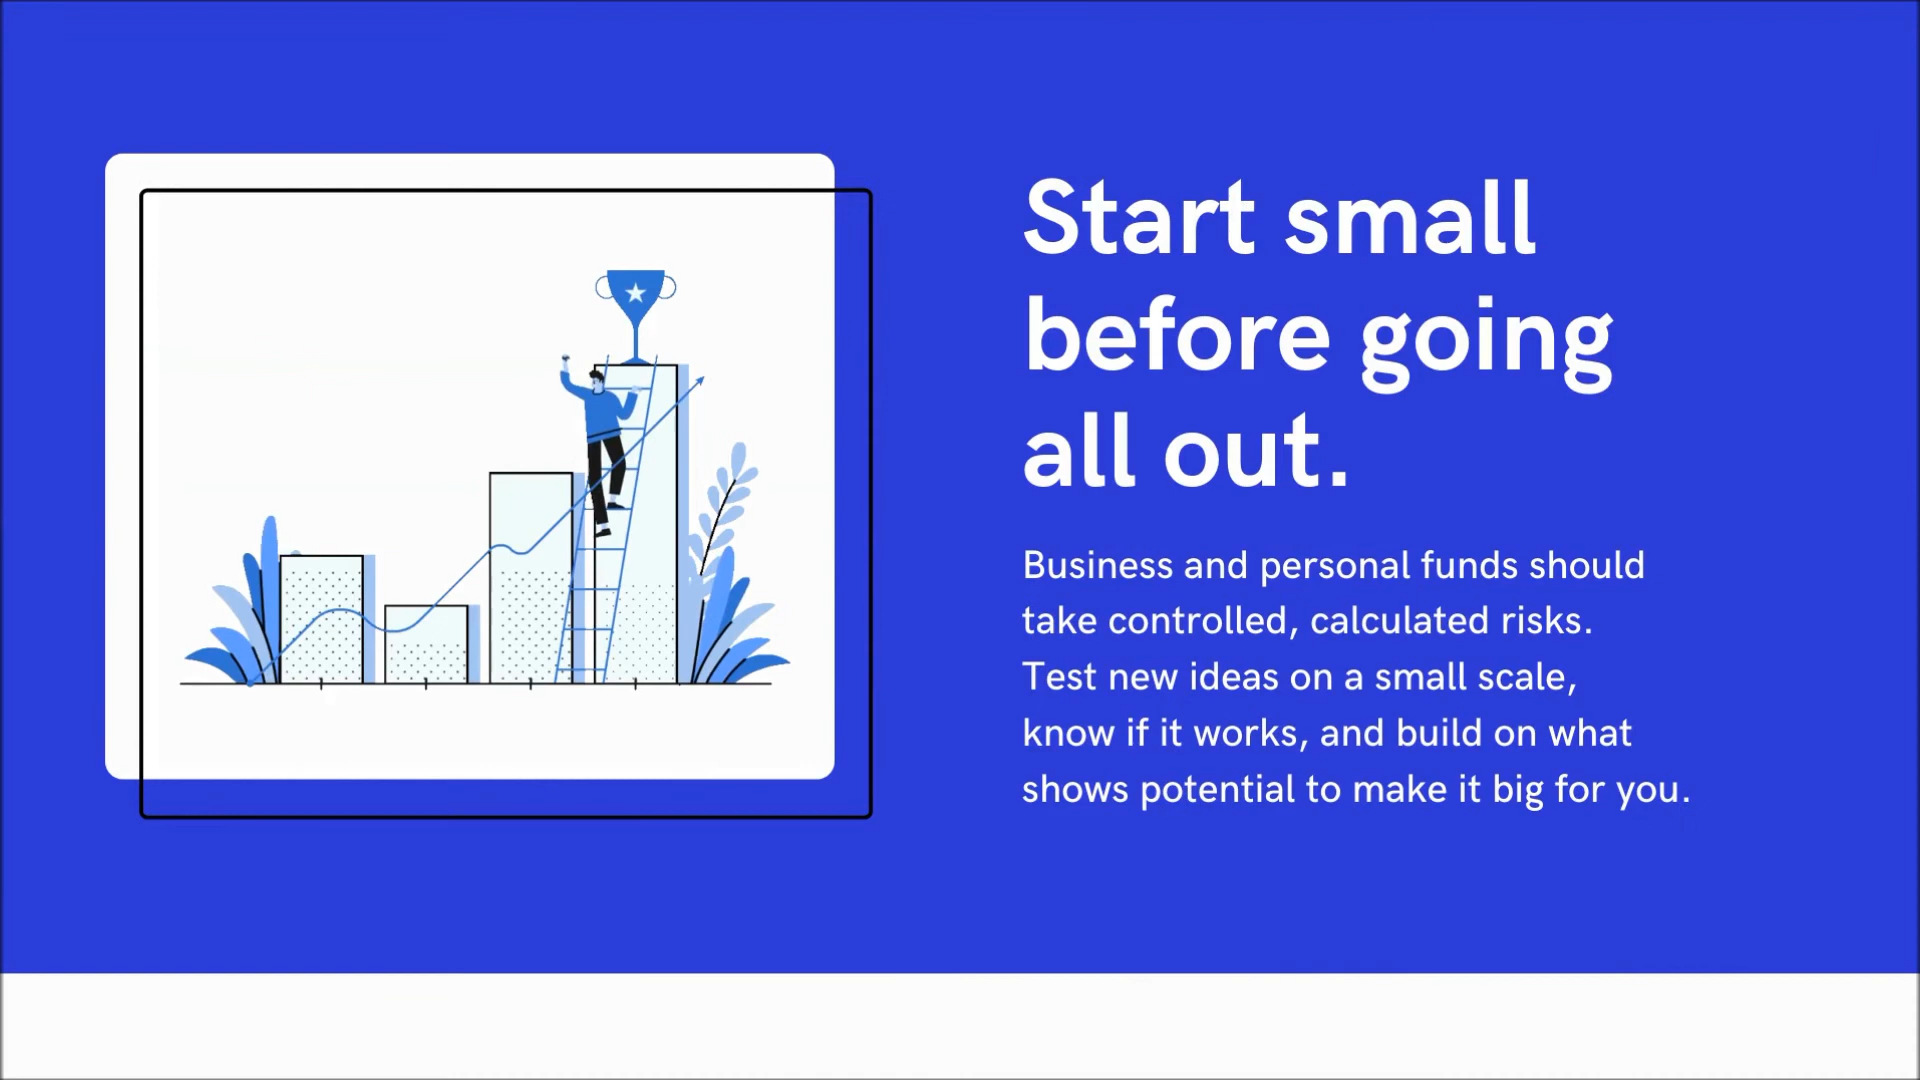 Start small
before going
all out.
Business and personal funds should
take controlled, calculated risks.
Test new ideas on a small scale,
know if it works, and build on what
shows potential to make it big for you.